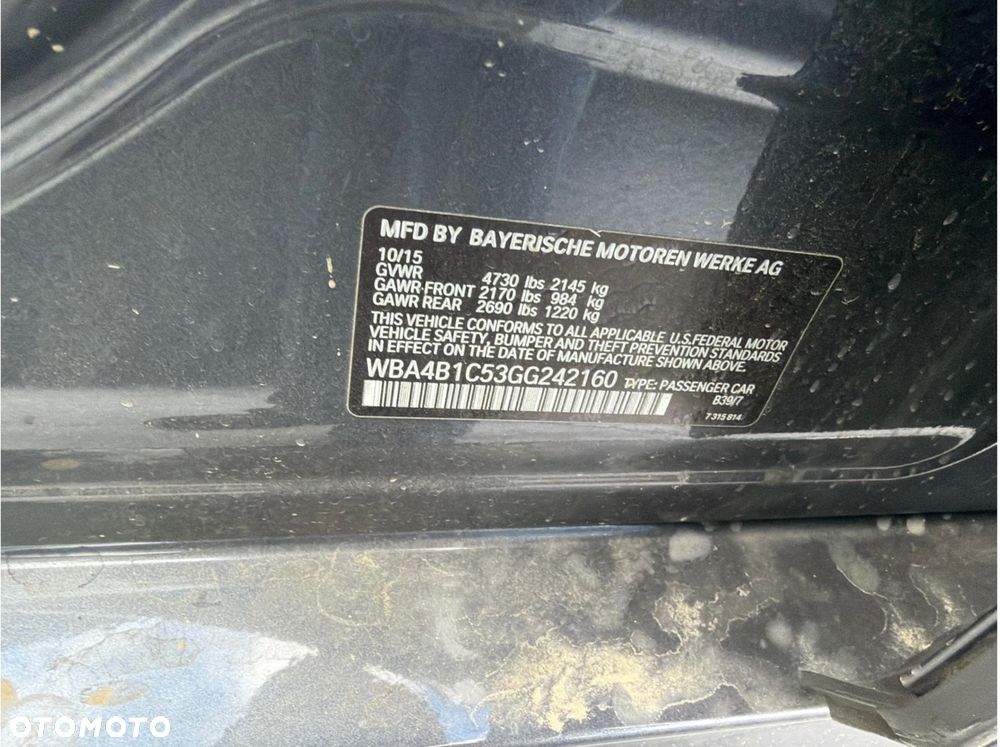 MFD BY BAYERISCHE MOTOREN WERKE AG
10/15
GVWR 4730 lbs 2145 kg
GAWR FRONT 2170 lbs 984 kg
GAWR REAR 2690 lbs 1220 kg
THIS VEHICLE CONFORMS TO ALL APPLICABLE U.S.FEDERAL MOTOR
VEHICLE SAFETY, BUMPER AND THEFT PREVENTION STANDARDS
IN EFFECT ON THE DATE OF MANUFACTURE SHOWN ABOVE.
WBA4B1C53GG242160 TYPE: PASSENGER CAR
B39/7
7 315 814
OTOMOTO